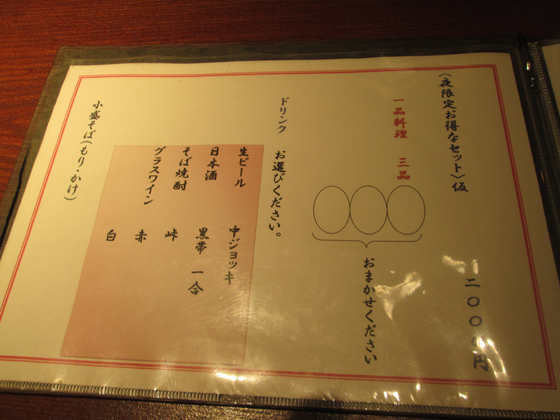 〈夜限定お得なセット〉仮
二〇〇〇円
一品料理 三品
おまかせください
ドリンク お選びください。
生ビール 中ジョッキ
日本酒 黒帯 一合
そば焼酎 峠
グラスワイン 赤
白
小盛そば(もり・かけ)